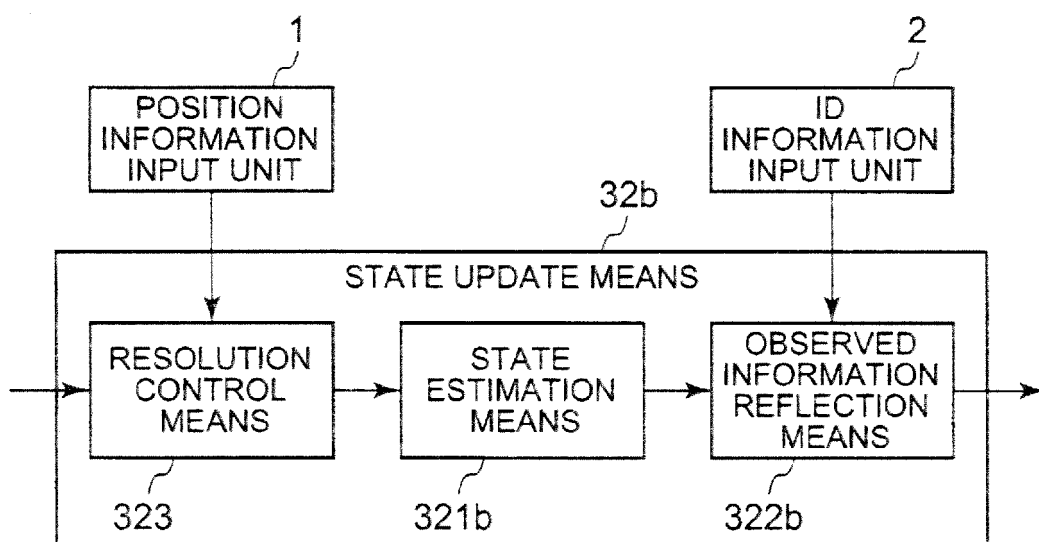 1
2
POSITION
INFORMATION
INPUT UNIT
ID
INFORMATION
INPUT UNIT
32b
STATE UPDATE MEANS
RESOLUTION
CONTROL
MEANS
STATE
ESTIMATION
MEANS
OBSERVED
INFORMATION
REFLECTION
MEANS
323
321b
322b